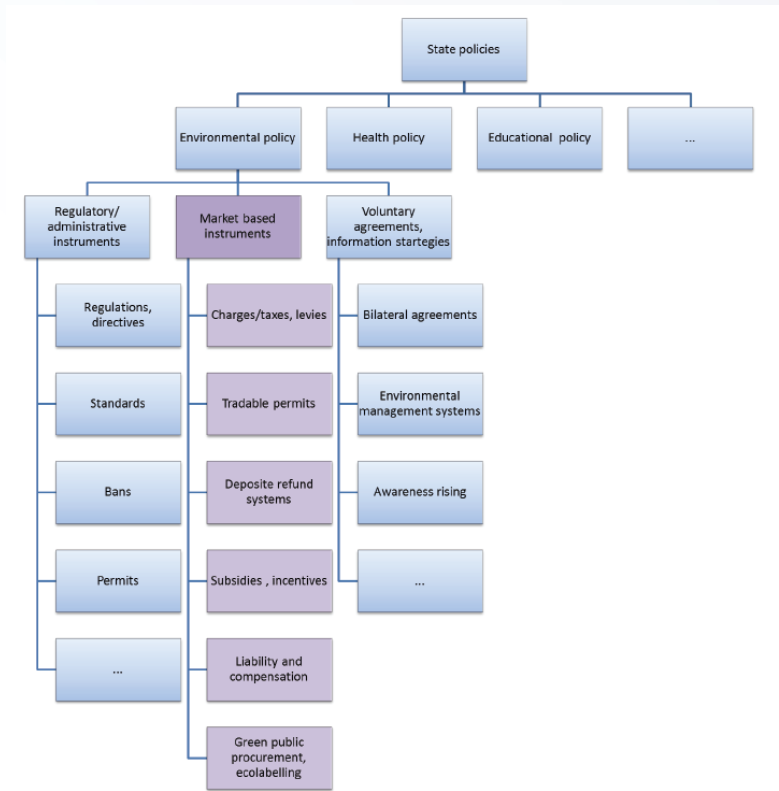 State policies
Environmental policy
Health policy
Educational  policy
...
Regulatory/
administrative
instruments
Market based
instruments
Voluntary
agreements,
information startegies
Regulations,
directives
Charges/taxes, levies
Bilateral agreements
Standards
Tradable permits
Environmental
management systems
Bans
Deposite refund
systems
Awareness rising
Permits
Subsidies , incentives
...
...
Liability and
compensation
Green public
procurement,
ecolabelling